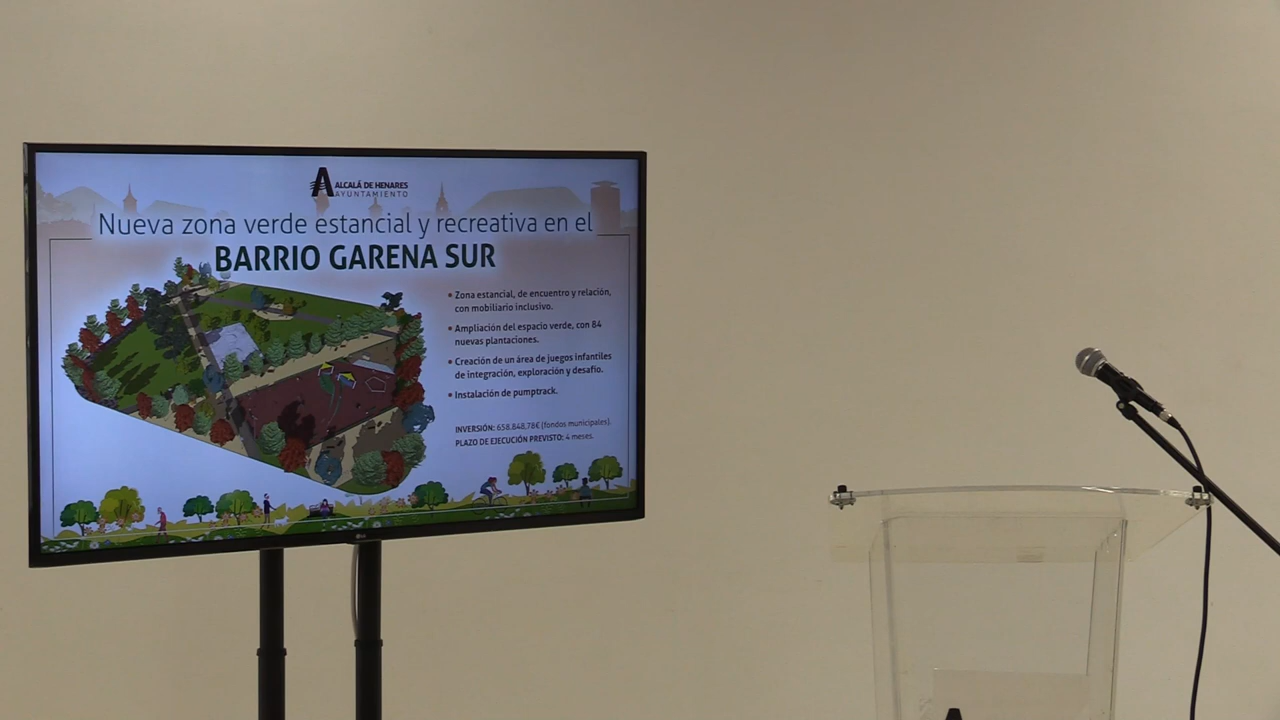 ALCALÁ DE HENARES
AYUNTAMIENTO
Nueva zona verde estancial y recreativa en el
BARRIO GARENA SUR
• Zona estancial, de encuentro y relación,
con mobiliario inclusivo.
• Ampliación del espacio verde, con 84
nuevas plantaciones.
• Creación de un área de juegos infantiles
de integración, exploración y desafío.
• Instalación de pumptrack.
INVERSIÓN: 658.848,78€ (fondos municipales).
PLAZO DE EJECUCIÓN PREVISTO: 4 meses.
LG